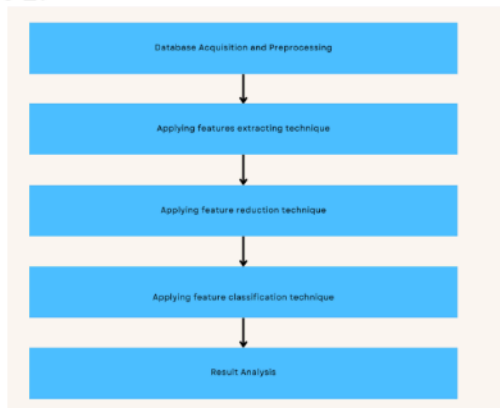 Database Acquisition and Preprocessing
Applying features extracting technique
Applying feature reduction technique
Applying feature classification technique
Result Analysis